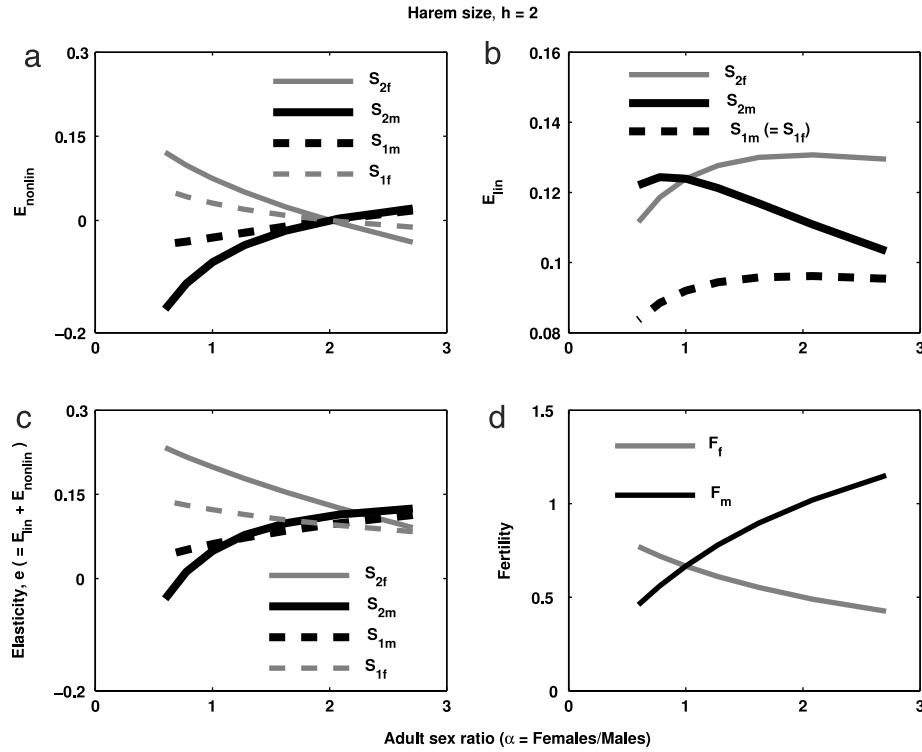 Harem size, h = 2
a
0.3
0.15
0
−0.2
E_nonlin
S_2f
S_2m
S_1m
S_1f
0 1 2 3
b
0.16
0.14
0.12
0.1
0.08
E_lin
S_2f
S_2m
S_1m (= S_1f)
0 1 2 3
c
0.3
0.15
0
−0.2
Elasticity, e ( = E_lin + E_nonlin )
S_2f
S_2m
S_1m
S_1f
0 1 2 3
d
1.5
1
0.5
0
Fertility
F_f
F_m
0 1 2 3
Adult sex ratio (α = Females/Males)